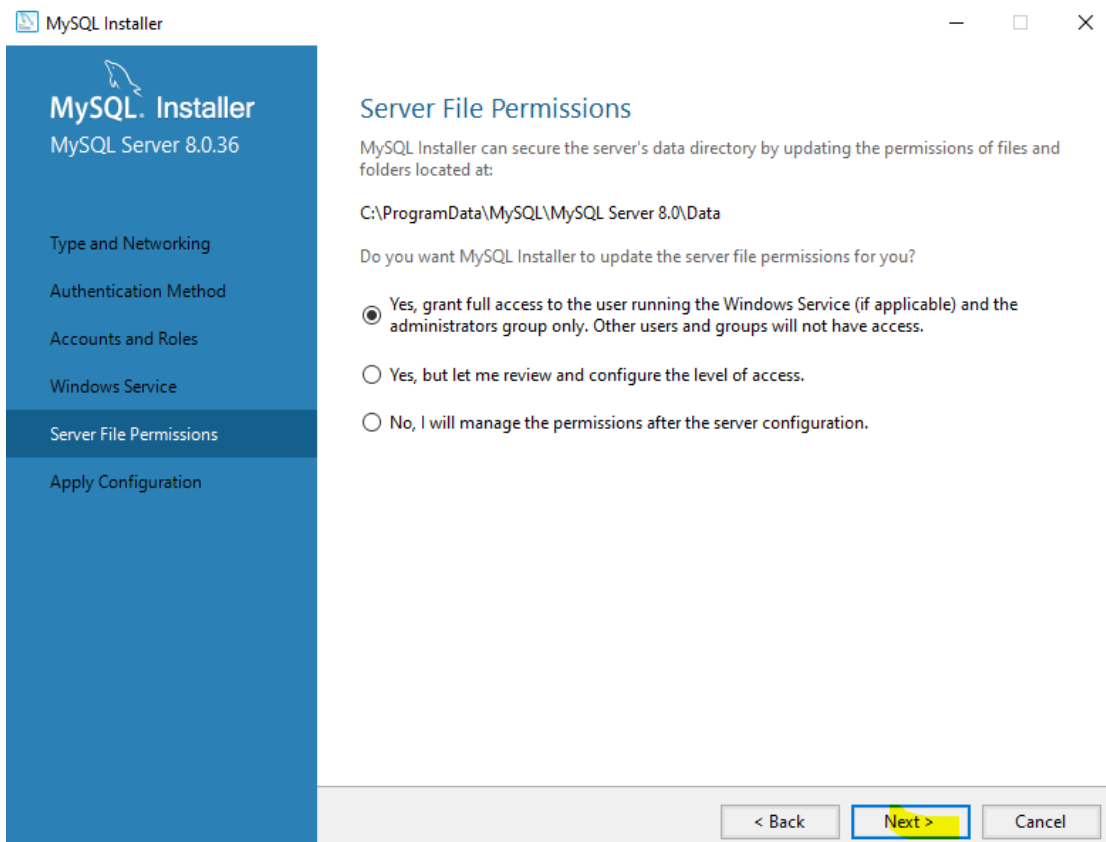 MySQL Installer
MySQL. Installer
MySQL Server 8.0.36
Type and Networking
Authentication Method
Accounts and Roles
Windows Service
Server File Permissions
Apply Configuration
Server File Permissions
MySQL Installer can secure the server's data directory by updating the permissions of files and
folders located at:
C:\ProgramData\MySQL\MySQL Server 8.0\Data
Do you want MySQL Installer to update the server file permissions for you?
Yes, grant full access to the user running the Windows Service (if applicable) and the
administrators group only. Other users and groups will not have access.
Yes, but let me review and configure the level of access.
No, I will manage the permissions after the server configuration.
< Back
Next >
Cancel